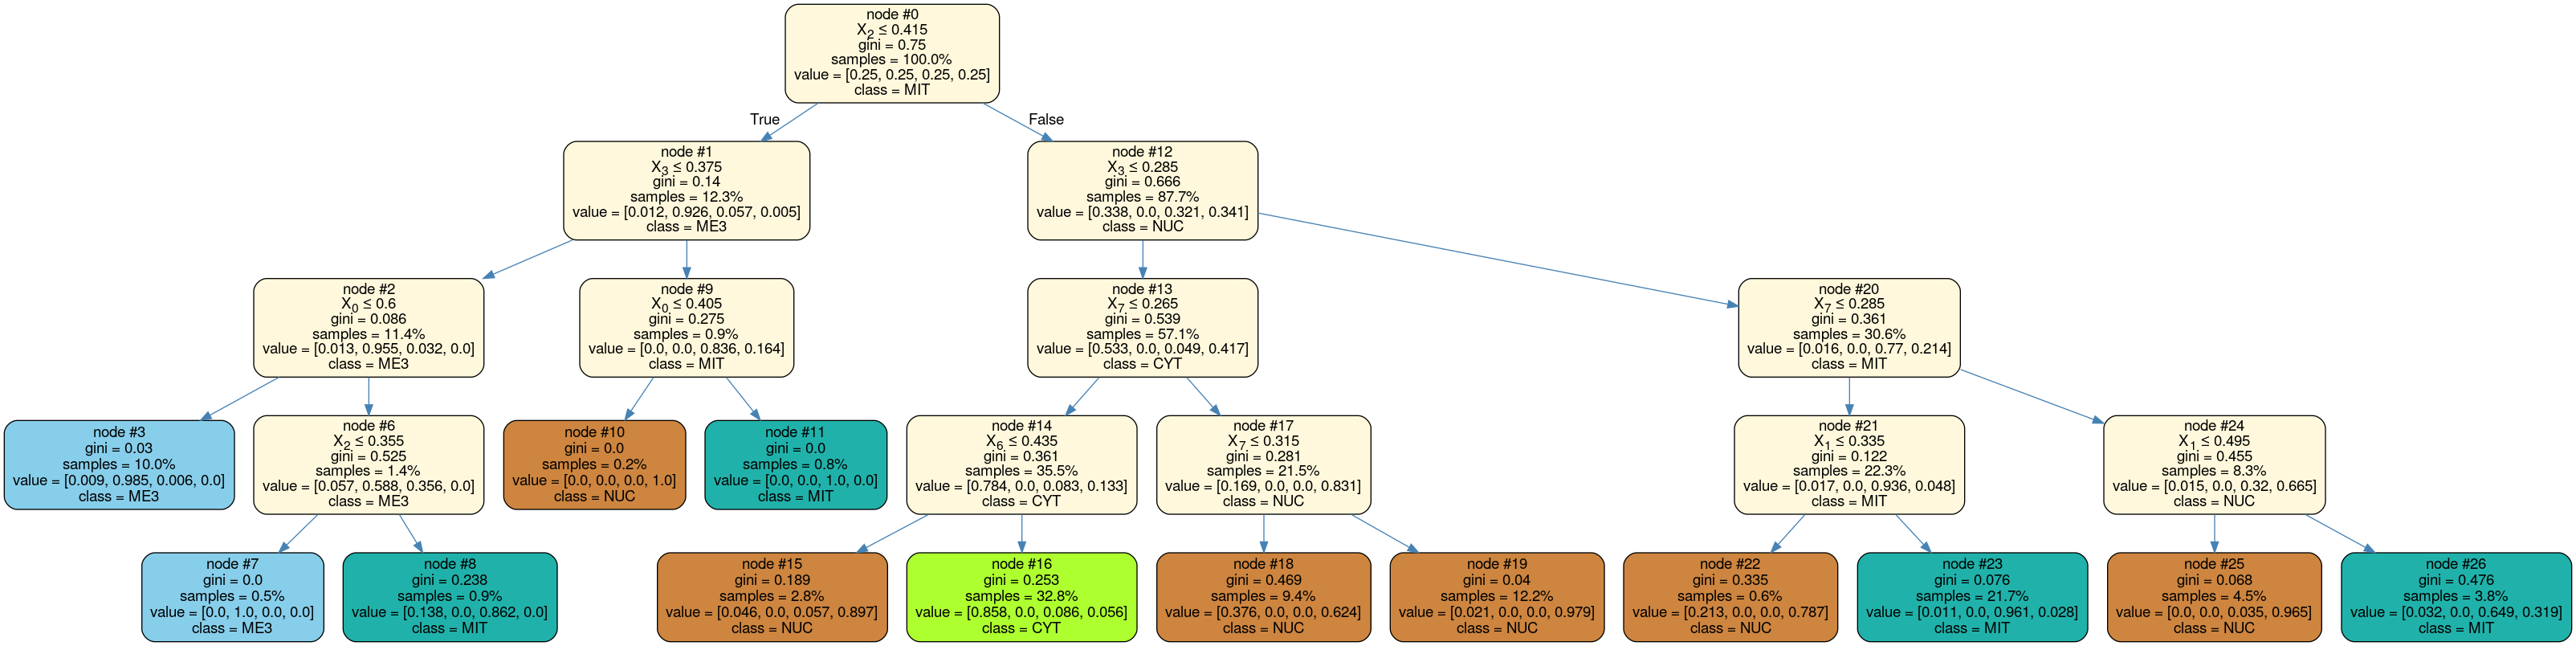 node #0
X2 ≤ 0.415
gini = 0.75
samples = 100.0%
value = [0.25, 0.25, 0.25, 0.25]
class = MIT
True
False
node #1
X3 ≤ 0.375
gini = 0.14
samples = 12.3%
value = [0.012, 0.926, 0.057, 0.005]
class = ME3
node #12
X3 ≤ 0.285
gini = 0.666
samples = 87.7%
value = [0.338, 0.0, 0.321, 0.341]
class = NUC
node #2
X0 ≤ 0.6
gini = 0.086
samples = 11.4%
value = [0.013, 0.955, 0.032, 0.0]
class = ME3
node #9
X0 ≤ 0.405
gini = 0.275
samples = 0.9%
value = [0.0, 0.0, 0.836, 0.164]
class = MIT
node #13
X7 ≤ 0.265
gini = 0.539
samples = 57.1%
value = [0.533, 0.0, 0.049, 0.417]
class = CYT
node #20
X7 ≤ 0.285
gini = 0.361
samples = 30.6%
value = [0.016, 0.0, 0.77, 0.214]
class = MIT
node #3
gini = 0.03
samples = 10.0%
value = [0.009, 0.985, 0.006, 0.0]
class = ME3
node #6
X2 ≤ 0.355
gini = 0.525
samples = 1.4%
value = [0.057, 0.588, 0.356, 0.0]
class = ME3
node #10
gini = 0.0
samples = 0.2%
value = [0.0, 0.0, 0.0, 1.0]
class = NUC
node #11
gini = 0.0
samples = 0.8%
value = [0.0, 0.0, 1.0, 0.0]
class = MIT
node #14
X6 ≤ 0.435
gini = 0.361
samples = 35.5%
value = [0.784, 0.0, 0.083, 0.133]
class = CYT
node #17
X7 ≤ 0.315
gini = 0.281
samples = 21.5%
value = [0.169, 0.0, 0.0, 0.831]
class = NUC
node #21
X1 ≤ 0.335
gini = 0.122
samples = 22.3%
value = [0.017, 0.0, 0.936, 0.048]
class = MIT
node #24
X1 ≤ 0.495
gini = 0.455
samples = 8.3%
value = [0.015, 0.0, 0.32, 0.665]
class = NUC
node #7
gini = 0.0
samples = 0.5%
value = [0.0, 1.0, 0.0, 0.0]
class = ME3
node #8
gini = 0.238
samples = 0.9%
value = [0.138, 0.0, 0.862, 0.0]
class = MIT
node #15
gini = 0.189
samples = 2.8%
value = [0.046, 0.0, 0.057, 0.897]
class = NUC
node #16
gini = 0.253
samples = 32.8%
value = [0.858, 0.0, 0.086, 0.056]
class = CYT
node #18
gini = 0.469
samples = 9.4%
value = [0.376, 0.0, 0.0, 0.624]
class = NUC
node #19
gini = 0.04
samples = 12.2%
value = [0.021, 0.0, 0.0, 0.979]
class = NUC
node #22
gini = 0.335
samples = 0.6%
value = [0.213, 0.0, 0.0, 0.787]
class = NUC
node #23
gini = 0.076
samples = 21.7%
value = [0.011, 0.0, 0.961, 0.028]
class = MIT
node #25
gini = 0.068
samples = 4.5%
value = [0.0, 0.0, 0.035, 0.965]
class = NUC
node #26
gini = 0.476
samples = 3.8%
value = [0.032, 0.0, 0.649, 0.319]
class = MIT